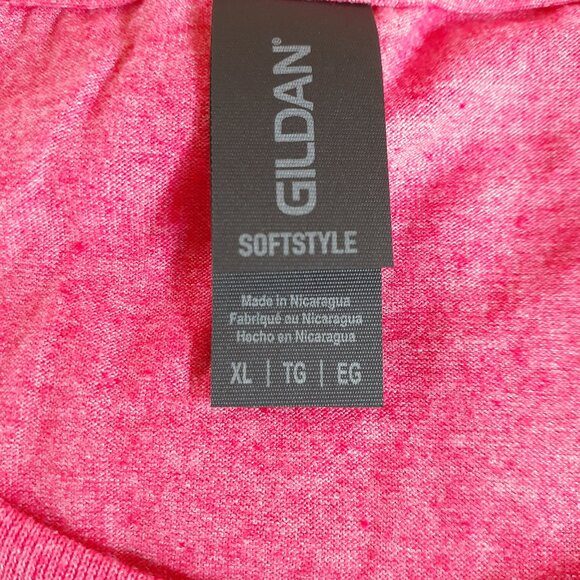 GILDAN®
SOFTSTYLE
Made in Nicaragua
Fabriqué au Nicaragua
Hecho en Nicaragua
XL | TG | EG